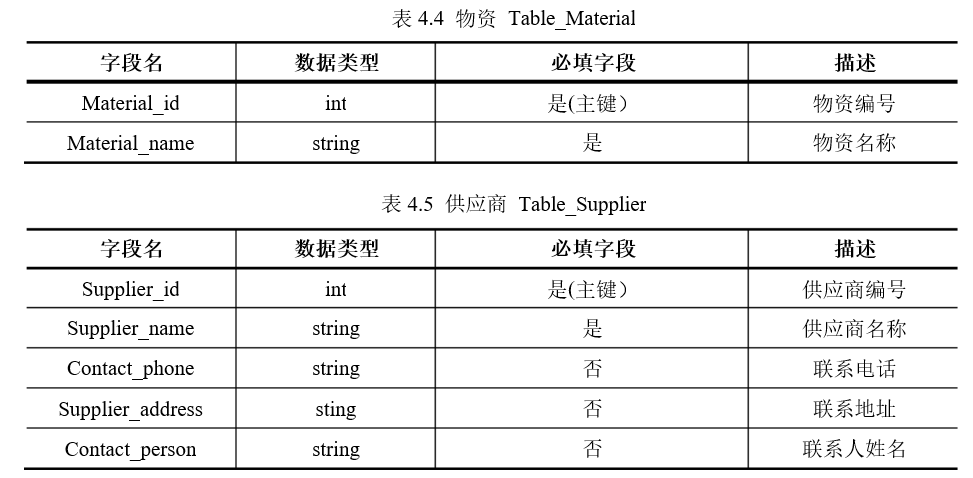 表 4.4 物资 Table_Material
字段名 数据类型 必填字段 描述
Material_id int 是(主键） 物资编号
Material_name string 是 物资名称
表 4.5 供应商 Table_Supplier
字段名 数据类型 必填字段 描述
Supplier_id int 是(主键） 供应商编号
Supplier_name string 是 供应商名称
Contact_phone string 否 联系电话
Supplier_address sting 否 联系地址
Contact_person string 否 联系人姓名